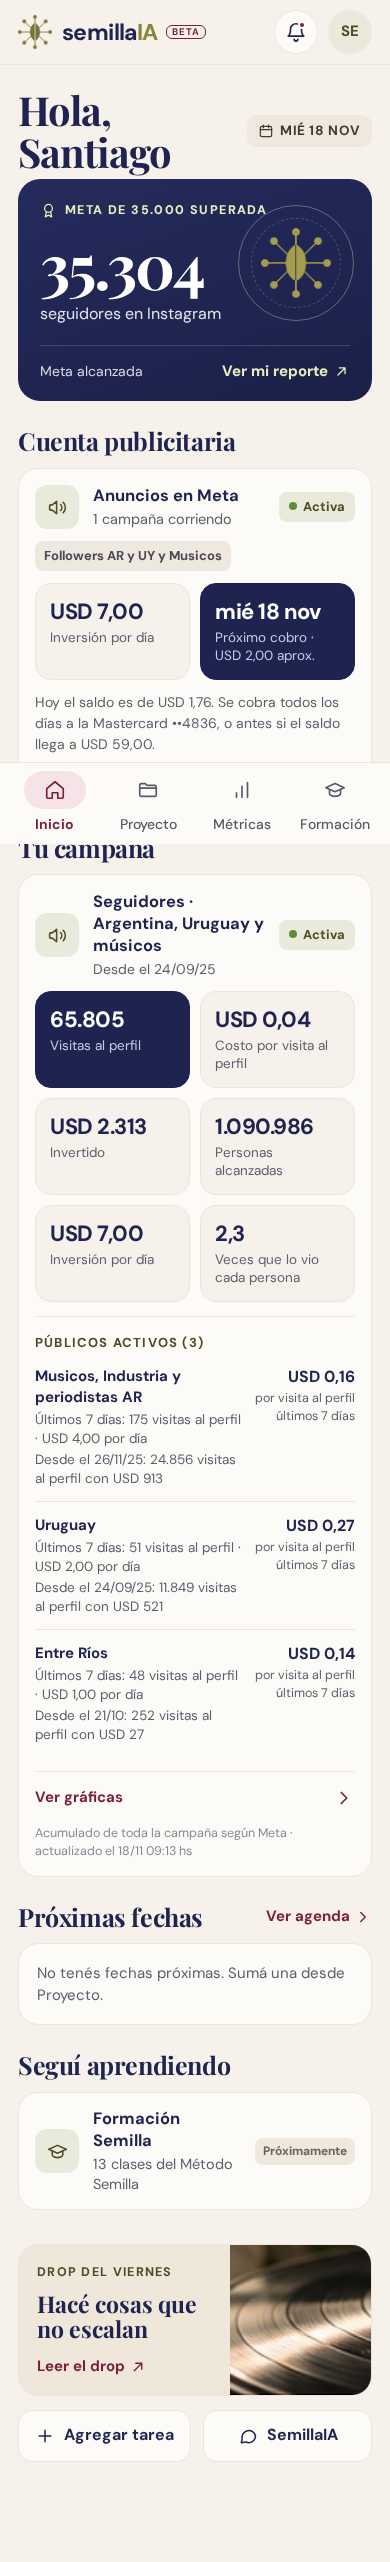 semillaIA BETA
SE
Hola,
Santiago
MIÉ 18 NOV
META DE 35.000 SUPERADA
35.304
seguidores en Instagram
Meta alcanzada
Ver mi reporte
Cuenta publicitaria
Anuncios en Meta
1 campaña corriendo
Activa
Followers AR y UY y Musicos
USD 7,00
Inversión por día
mié 18 nov
Próximo cobro ·
USD 2,00 aprox.
Hoy el saldo es de USD 1,76. Se cobra todos los
días a la Mastercard ••4836, o antes si el saldo
llega a USD 59,00.
Inicio
Proyecto
Métricas
Formación
Tu campaña
Seguidores ·
Argentina, Uruguay y
músicos
Desde el 24/09/25
Activa
65.805
Visitas al perfil
USD 0,04
Costo por visita al
perfil
USD 2.313
Invertido
1.090.986
Personas
alcanzadas
USD 7,00
Inversión por día
2,3
Veces que lo vio
cada persona
PÚBLICOS ACTIVOS (3)
Musicos, Industria y
periodistas AR
Últimos 7 días: 175 visitas al perfil
· USD 4,00 por día
Desde el 26/11/25: 24.856 visitas
al perfil con USD 913
USD 0,16
por visita al perfil
últimos 7 días
Uruguay
Últimos 7 días: 51 visitas al perfil ·
USD 2,00 por día
Desde el 24/09/25: 11.849 visitas
al perfil con USD 521
USD 0,27
por visita al perfil
últimos 7 días
Entre Ríos
Últimos 7 días: 48 visitas al perfil
· USD 1,00 por día
Desde el 21/10: 252 visitas al
perfil con USD 27
USD 0,14
por visita al perfil
últimos 7 días
Ver gráficas
Acumulado de toda la campaña según Meta ·
actualizado el 18/11 09:13 hs
Próximas fechas
Ver agenda
No tenés fechas próximas. Sumá una desde
Proyecto.
Seguí aprendiendo
Formación
Semilla
13 clases del Método
Semilla
Próximamente
DROP DEL VIERNES
Hacé cosas que
no escalan
Leer el drop
Agregar tarea
SemillaIA